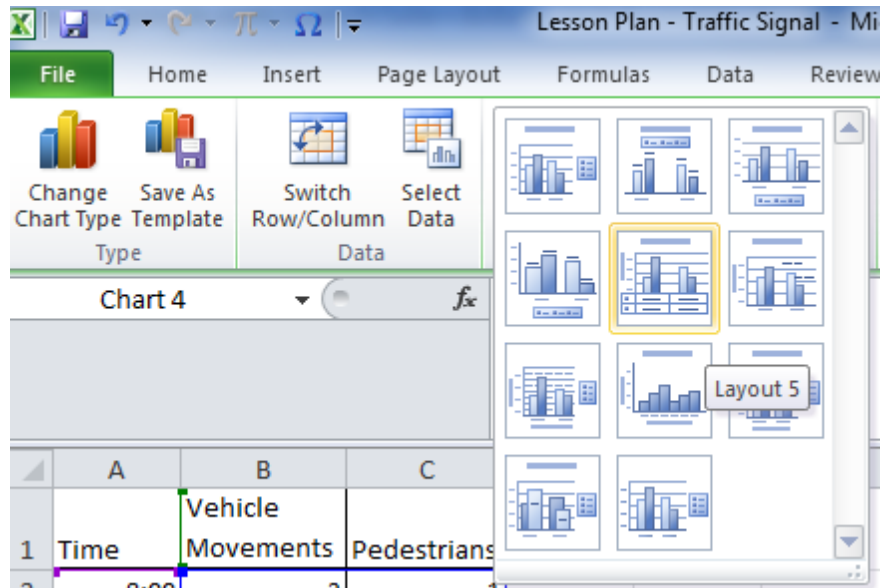 Lesson Plan - Traffic Signal - Mi
File Home Insert Page Layout Formulas Data Review
Change Chart Type
Save As Template
Switch Row/Column
Select Data
Type
Data
Chart 4
fx
Layout 5
A B C
Vehicle
1 Time Movements Pedestrians